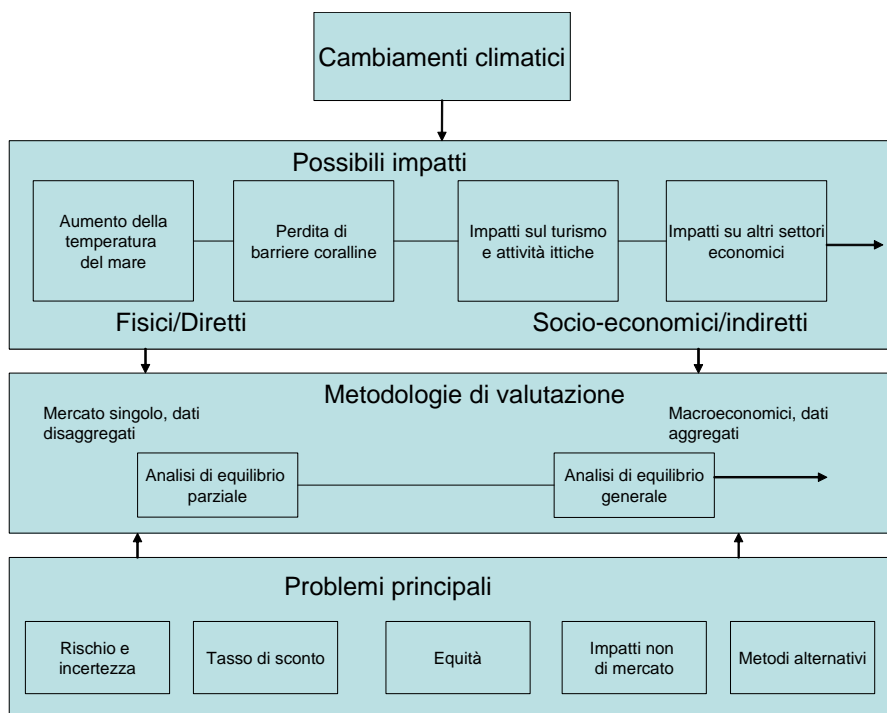 Cambiamenti climatici
Possibili impatti
Aumento della
temperatura
del mare
Perdita di
barriere coralline
Impatti sul turismo
e attività ittiche
Impatti su altri settori
economici
Fisici/Diretti
Socio-economici/indiretti
Metodologie di valutazione
Mercato singolo, dati
disaggregati
Macroeconomici, dati
aggregati
Analisi di equilibrio
parziale
Analisi di equilibrio
generale
Problemi principali
Rischio e
incertezza
Tasso di sconto
Equità
Impatti non
di mercato
Metodi alternativi